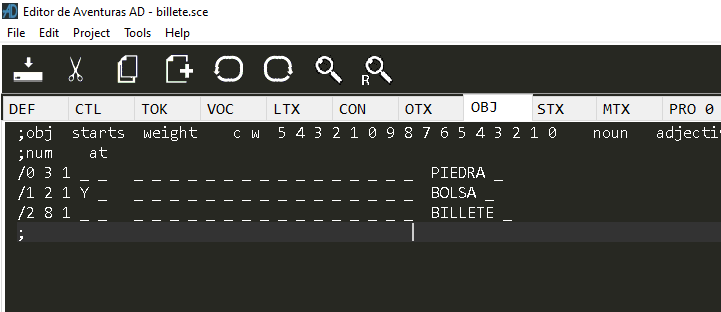 AD Editor de Aventuras AD - billete.sce
File Edit Project Tools Help
R
DEF CTL TOK VOC LTX CON OTX OBJ STX MTX PRO 0
;obj starts weight c w 5 4 3 2 1 0 9 8 7 6 5 4 3 2 1 0 noun adjecti
;num at
/0 3 1 _ _ _ _ _ _ _ _ _ _ _ _ _ _ _ _ _ _ PIEDRA _
/1 2 1 Y _ _ _ _ _ _ _ _ _ _ _ _ _ _ _ _ _ BOLSA _
/2 8 1 _ _ _ _ _ _ _ _ _ _ _ _ _ _ _ _ _ _ BILLETE _
;